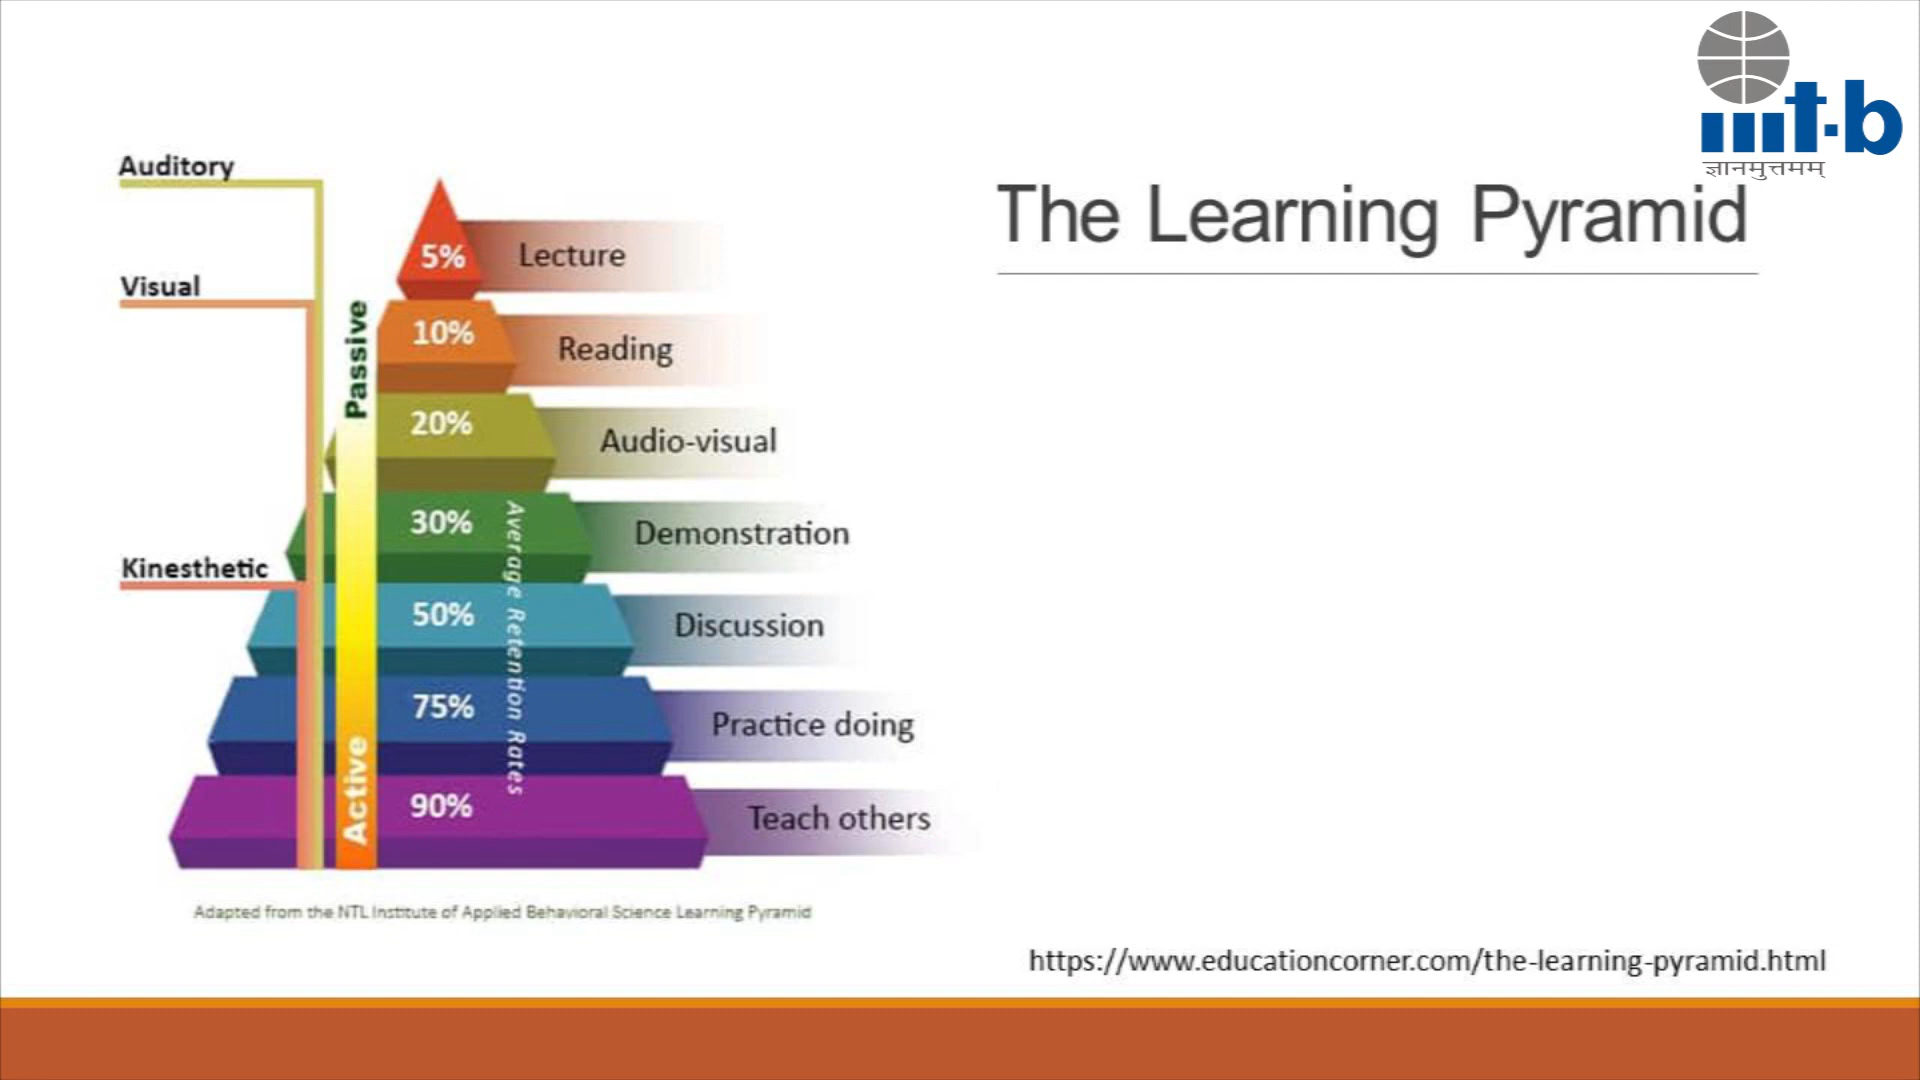 iiit-b
ज्ञानमुत्तमम्
The Learning Pyramid
Auditory
Visual
Kinesthetic
Passive
Active
5% Lecture
10% Reading
20% Audio-visual
30% Demonstration
50% Discussion
75% Practice doing
90% Teach others
Average Retention Rates
Adapted from the NTL Institute of Applied Behavioral Science Learning Pyramid
https://www.educationcorner.com/the-learning-pyramid.html